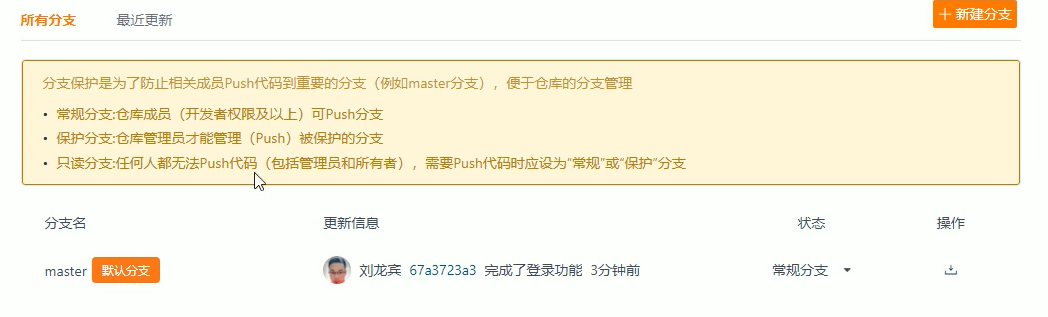 所有分支 最近更新 + 新建分支
分支保护是为了防止相关成员Push代码到重要的分支（例如master分支），便于仓库的分支管理
• 常规分支:仓库成员（开发者权限及以上）可Push分支
• 保护分支:仓库管理员才能管理（Push）被保护的分支
• 只读分支:任何人都无法Push代码（包括管理员和所有者），需要Push代码时应设为“常规”或“保护”分支
分支名 更新信息 状态 操作
master 默认分支 刘龙宾 67a3723a3 完成了登录功能 3分钟前 常规分支